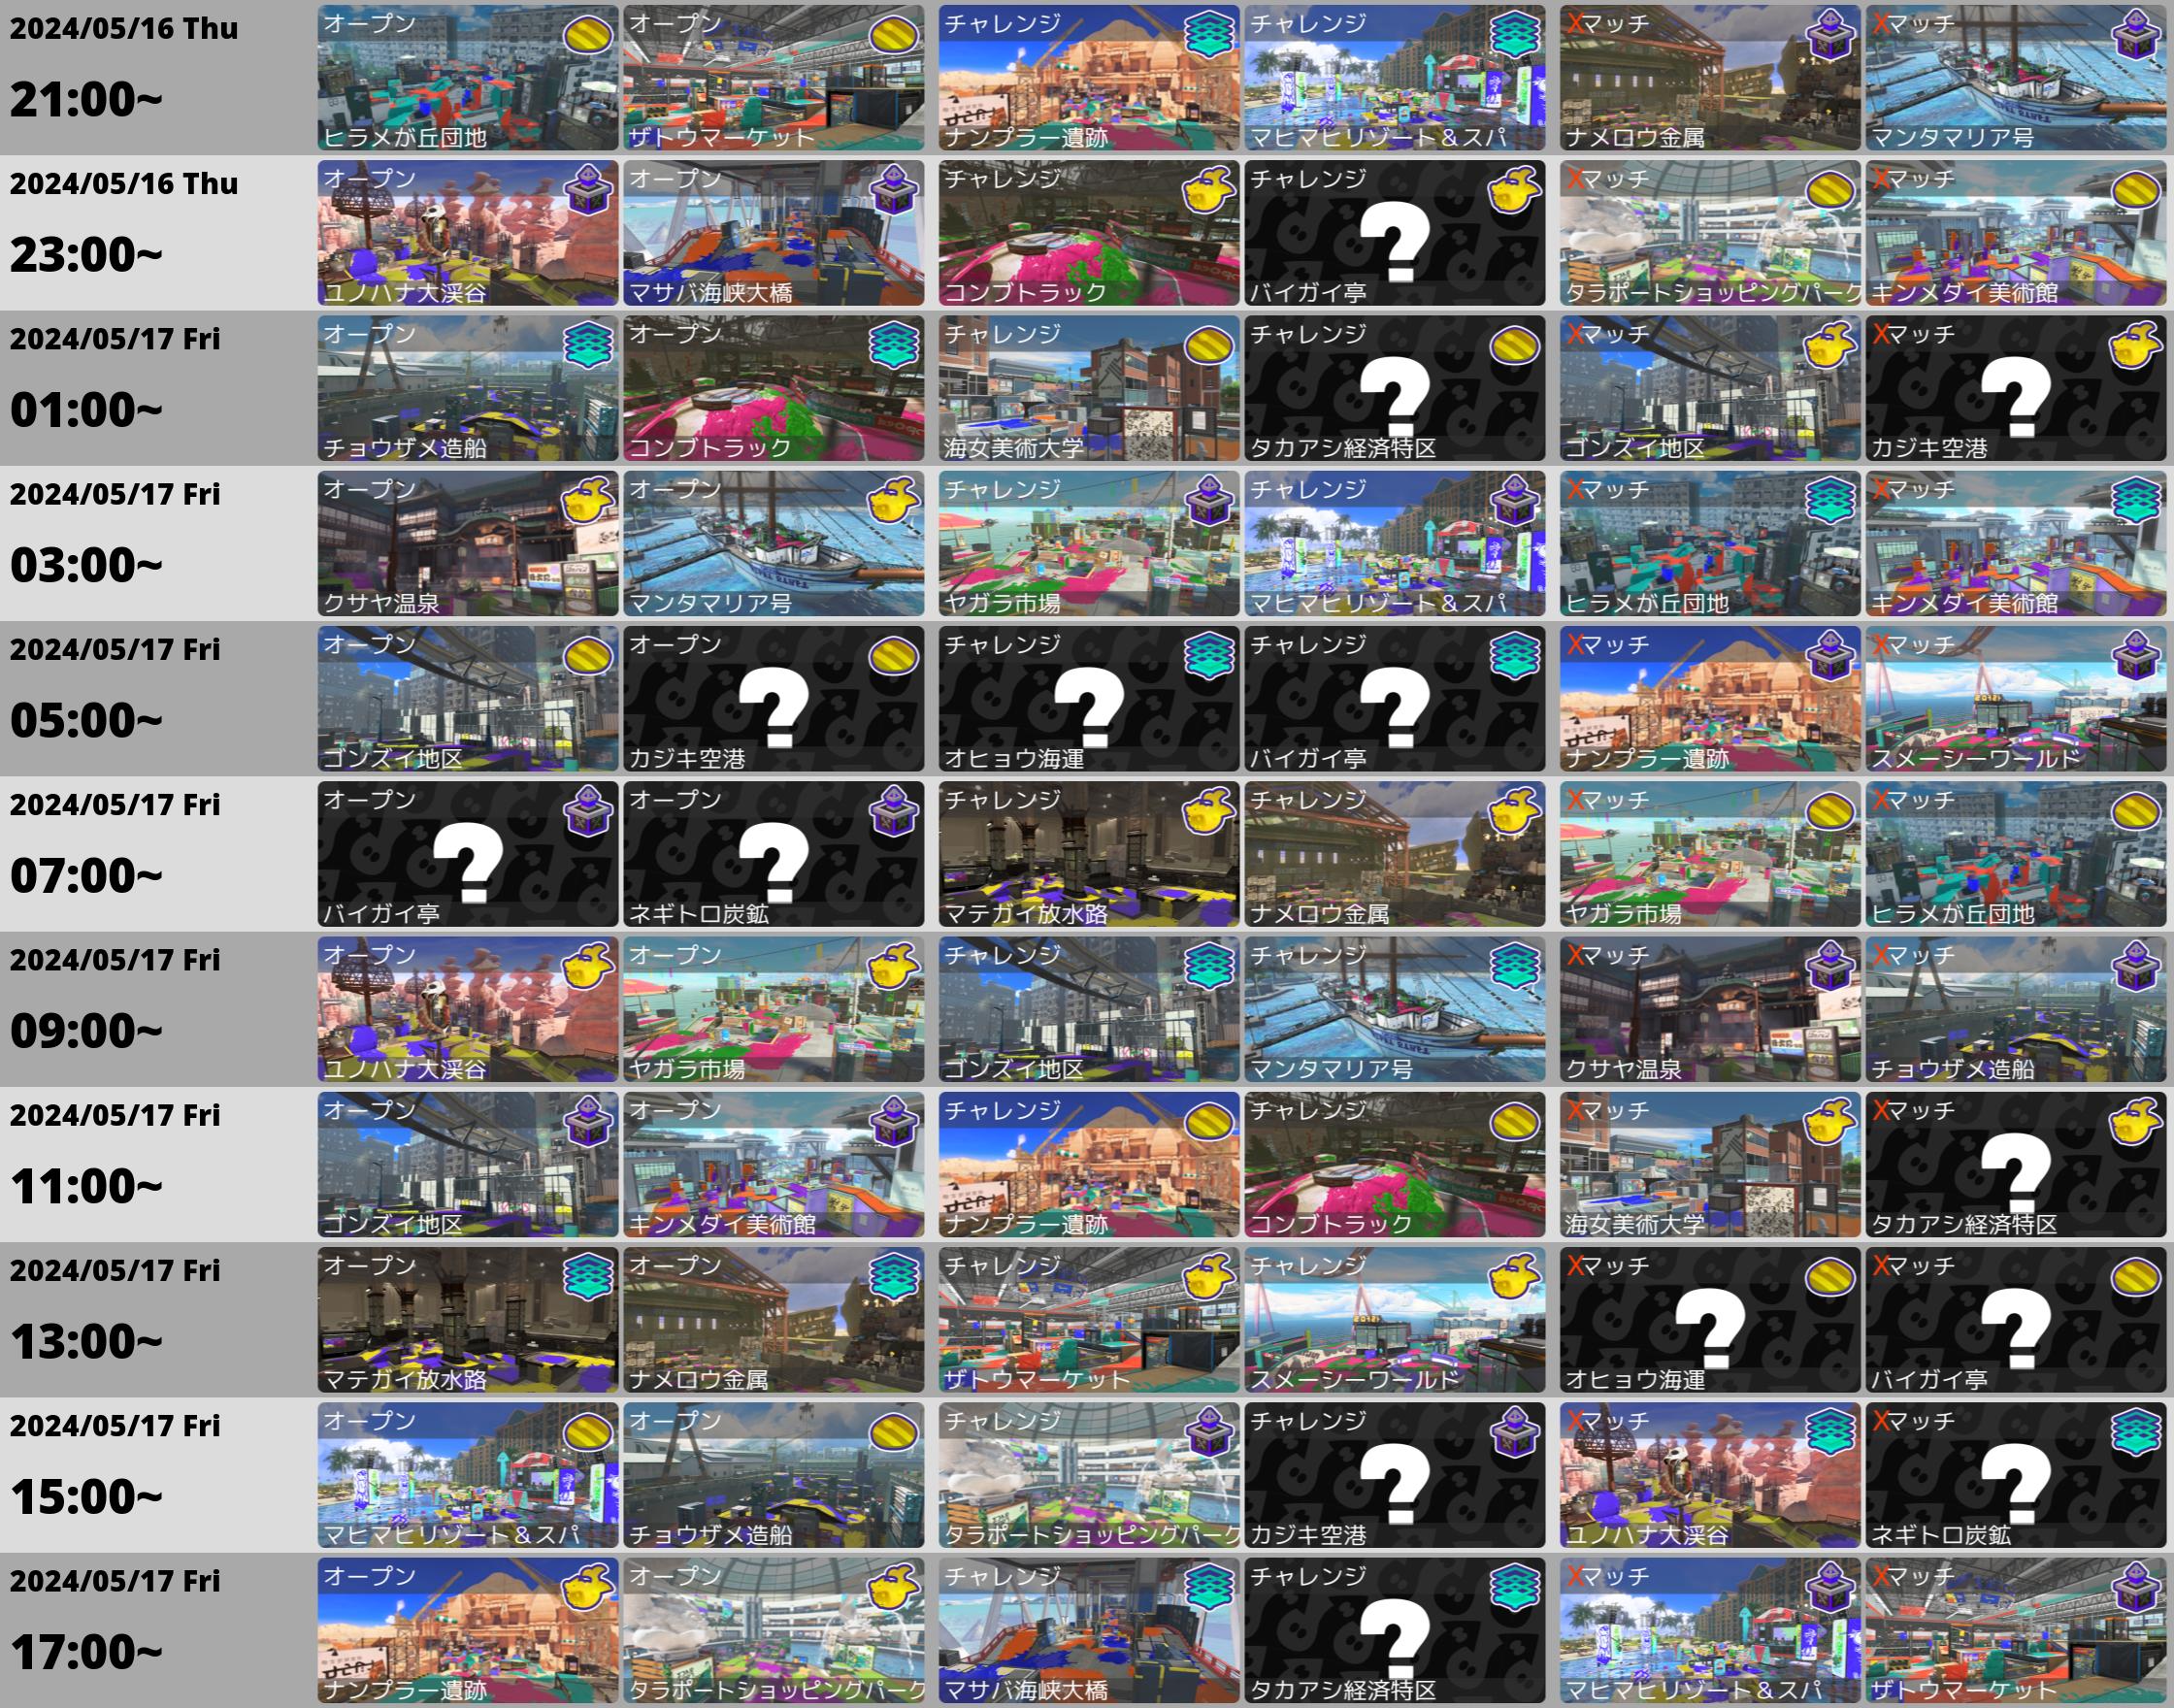 2024/05/16 Thu
21:00~
オープン
ヒラメが丘団地
オープン
ザトウマーケット
チャレンジ
ナンプラー遺跡
チャレンジ
マヒマヒリゾート＆スパ
Xマッチ
ナメロウ金属
Xマッチ
マンタマリア号
2024/05/16 Thu
23:00~
オープン
ユノハナ大渓谷
オープン
マサバ海峡大橋
チャレンジ
コンブトラック
チャレンジ
?
バイガイ亭
Xマッチ
タラポートショッピングパーク
Xマッチ
キンメダイ美術館
2024/05/17 Fri
01:00~
オープン
チョウザメ造船
オープン
コンブトラック
チャレンジ
海女美術大学
チャレンジ
?
タカアシ経済特区
Xマッチ
ゴンズイ地区
Xマッチ
?
カジキ空港
2024/05/17 Fri
03:00~
オープン
クサヤ温泉
オープン
マンタマリア号
チャレンジ
ヤガラ市場
チャレンジ
マヒマヒリゾート＆スパ
Xマッチ
ヒラメが丘団地
Xマッチ
キンメダイ美術館
2024/05/17 Fri
05:00~
オープン
ゴンズイ地区
オープン
?
カジキ空港
チャレンジ
?
オヒョウ海運
チャレンジ
?
バイガイ亭
Xマッチ
ナンプラー遺跡
Xマッチ
スメーシーワールド
2024/05/17 Fri
07:00~
オープン
?
バイガイ亭
オープン
?
ネギトロ炭鉱
チャレンジ
マテガイ放水路
チャレンジ
ナメロウ金属
Xマッチ
ヤガラ市場
Xマッチ
ヒラメが丘団地
2024/05/17 Fri
09:00~
オープン
ユノハナ大渓谷
オープン
ヤガラ市場
チャレンジ
ゴンズイ地区
チャレンジ
マンタマリア号
Xマッチ
クサヤ温泉
Xマッチ
チョウザメ造船
2024/05/17 Fri
11:00~
オープン
ゴンズイ地区
オープン
キンメダイ美術館
チャレンジ
ナンプラー遺跡
チャレンジ
コンブトラック
Xマッチ
海女美術大学
Xマッチ
?
タカアシ経済特区
2024/05/17 Fri
13:00~
オープン
マテガイ放水路
オープン
ナメロウ金属
チャレンジ
ザトウマーケット
チャレンジ
スメーシーワールド
Xマッチ
?
オヒョウ海運
Xマッチ
?
バイガイ亭
2024/05/17 Fri
15:00~
オープン
マヒマヒリゾート＆スパ
オープン
チョウザメ造船
チャレンジ
タラポートショッピングパーク
チャレンジ
?
カジキ空港
Xマッチ
ユノハナ大渓谷
Xマッチ
?
ネギトロ炭鉱
2024/05/17 Fri
17:00~
オープン
ナンプラー遺跡
オープン
タラポートショッピングパーク
チャレンジ
マサバ海峡大橋
チャレンジ
?
タカアシ経済特区
Xマッチ
マヒマヒリゾート＆スパ
Xマッチ
ザトウマーケット